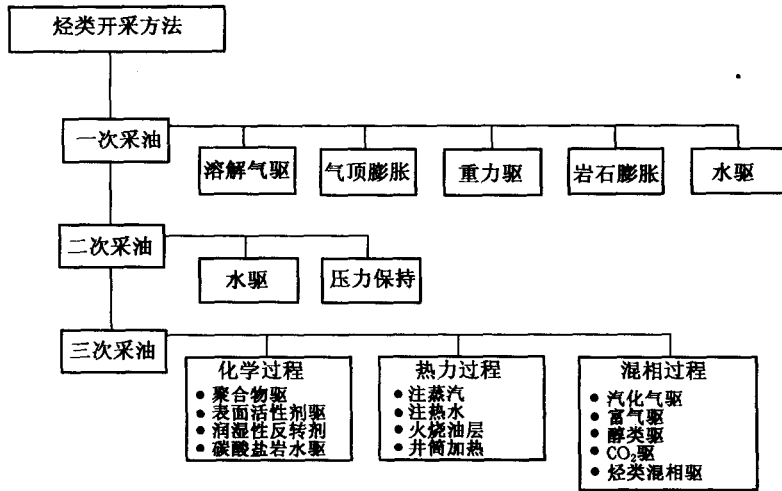 烃类开采方法
一次采油
溶解气驱
气顶膨胀
重力驱
岩石膨胀
水驱
二次采油
水驱
压力保持
三次采油
化学过程
• 聚合物驱
• 表面活性剂驱
• 润湿性反转剂
• 碳酸盐岩水驱
热力过程
• 注蒸汽
• 注热水
• 火烧油层
• 井筒加热
混相过程
• 汽化气驱
• 富气驱
• 醇类驱
• CO₂驱
• 烃类混相驱